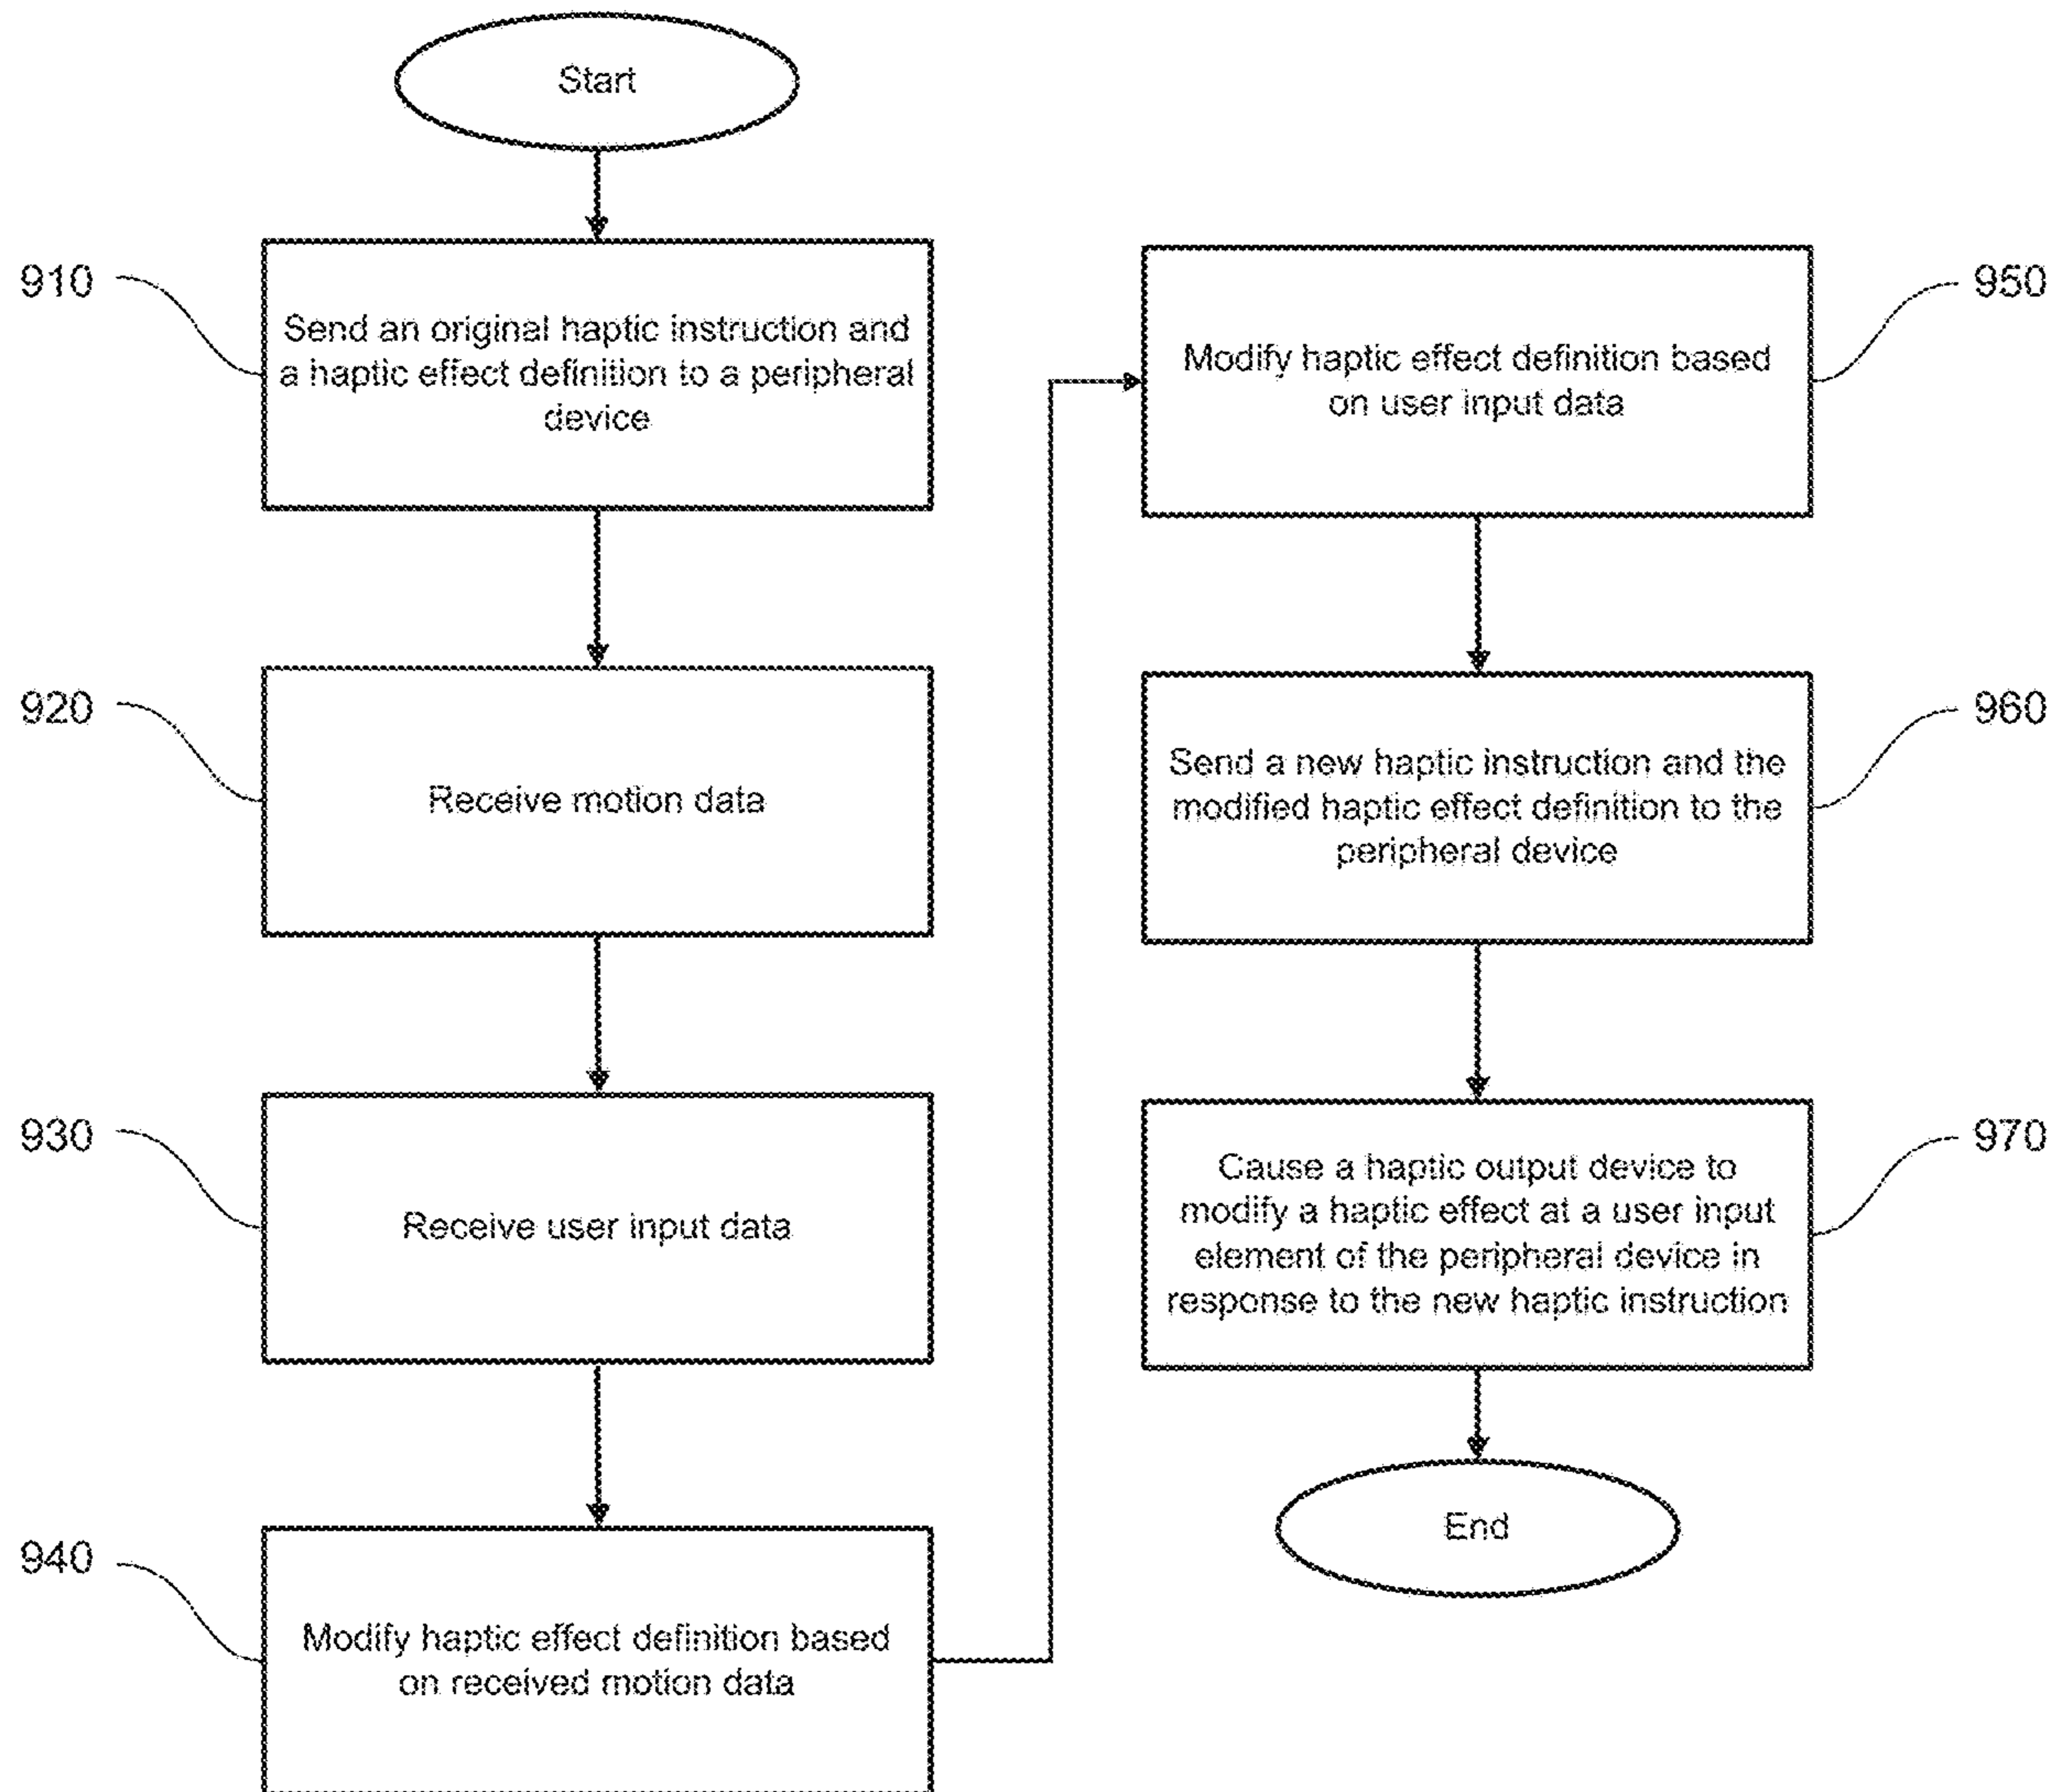 Start
910
Send an original haptic instruction and
a haptic effect definition to a peripheral
device
920
Receive motion data
930
Receive user input data
940
Modify haptic effect definition based
on received motion data
950
Modify haptic effect definition based
on user input data
960
Send a new haptic instruction and the
modified haptic effect definition to the
peripheral device
970
Cause a haptic output device to
modify a haptic effect at a user input
element of the peripheral device in
response to the new haptic instruction
End